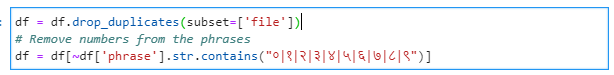 df = df.drop_duplicates(subset=['file'])
# Remove numbers from the phrases
df = df[~df['phrase'].str.contains("०|१|२|३|४|५|६|७|८|९")]